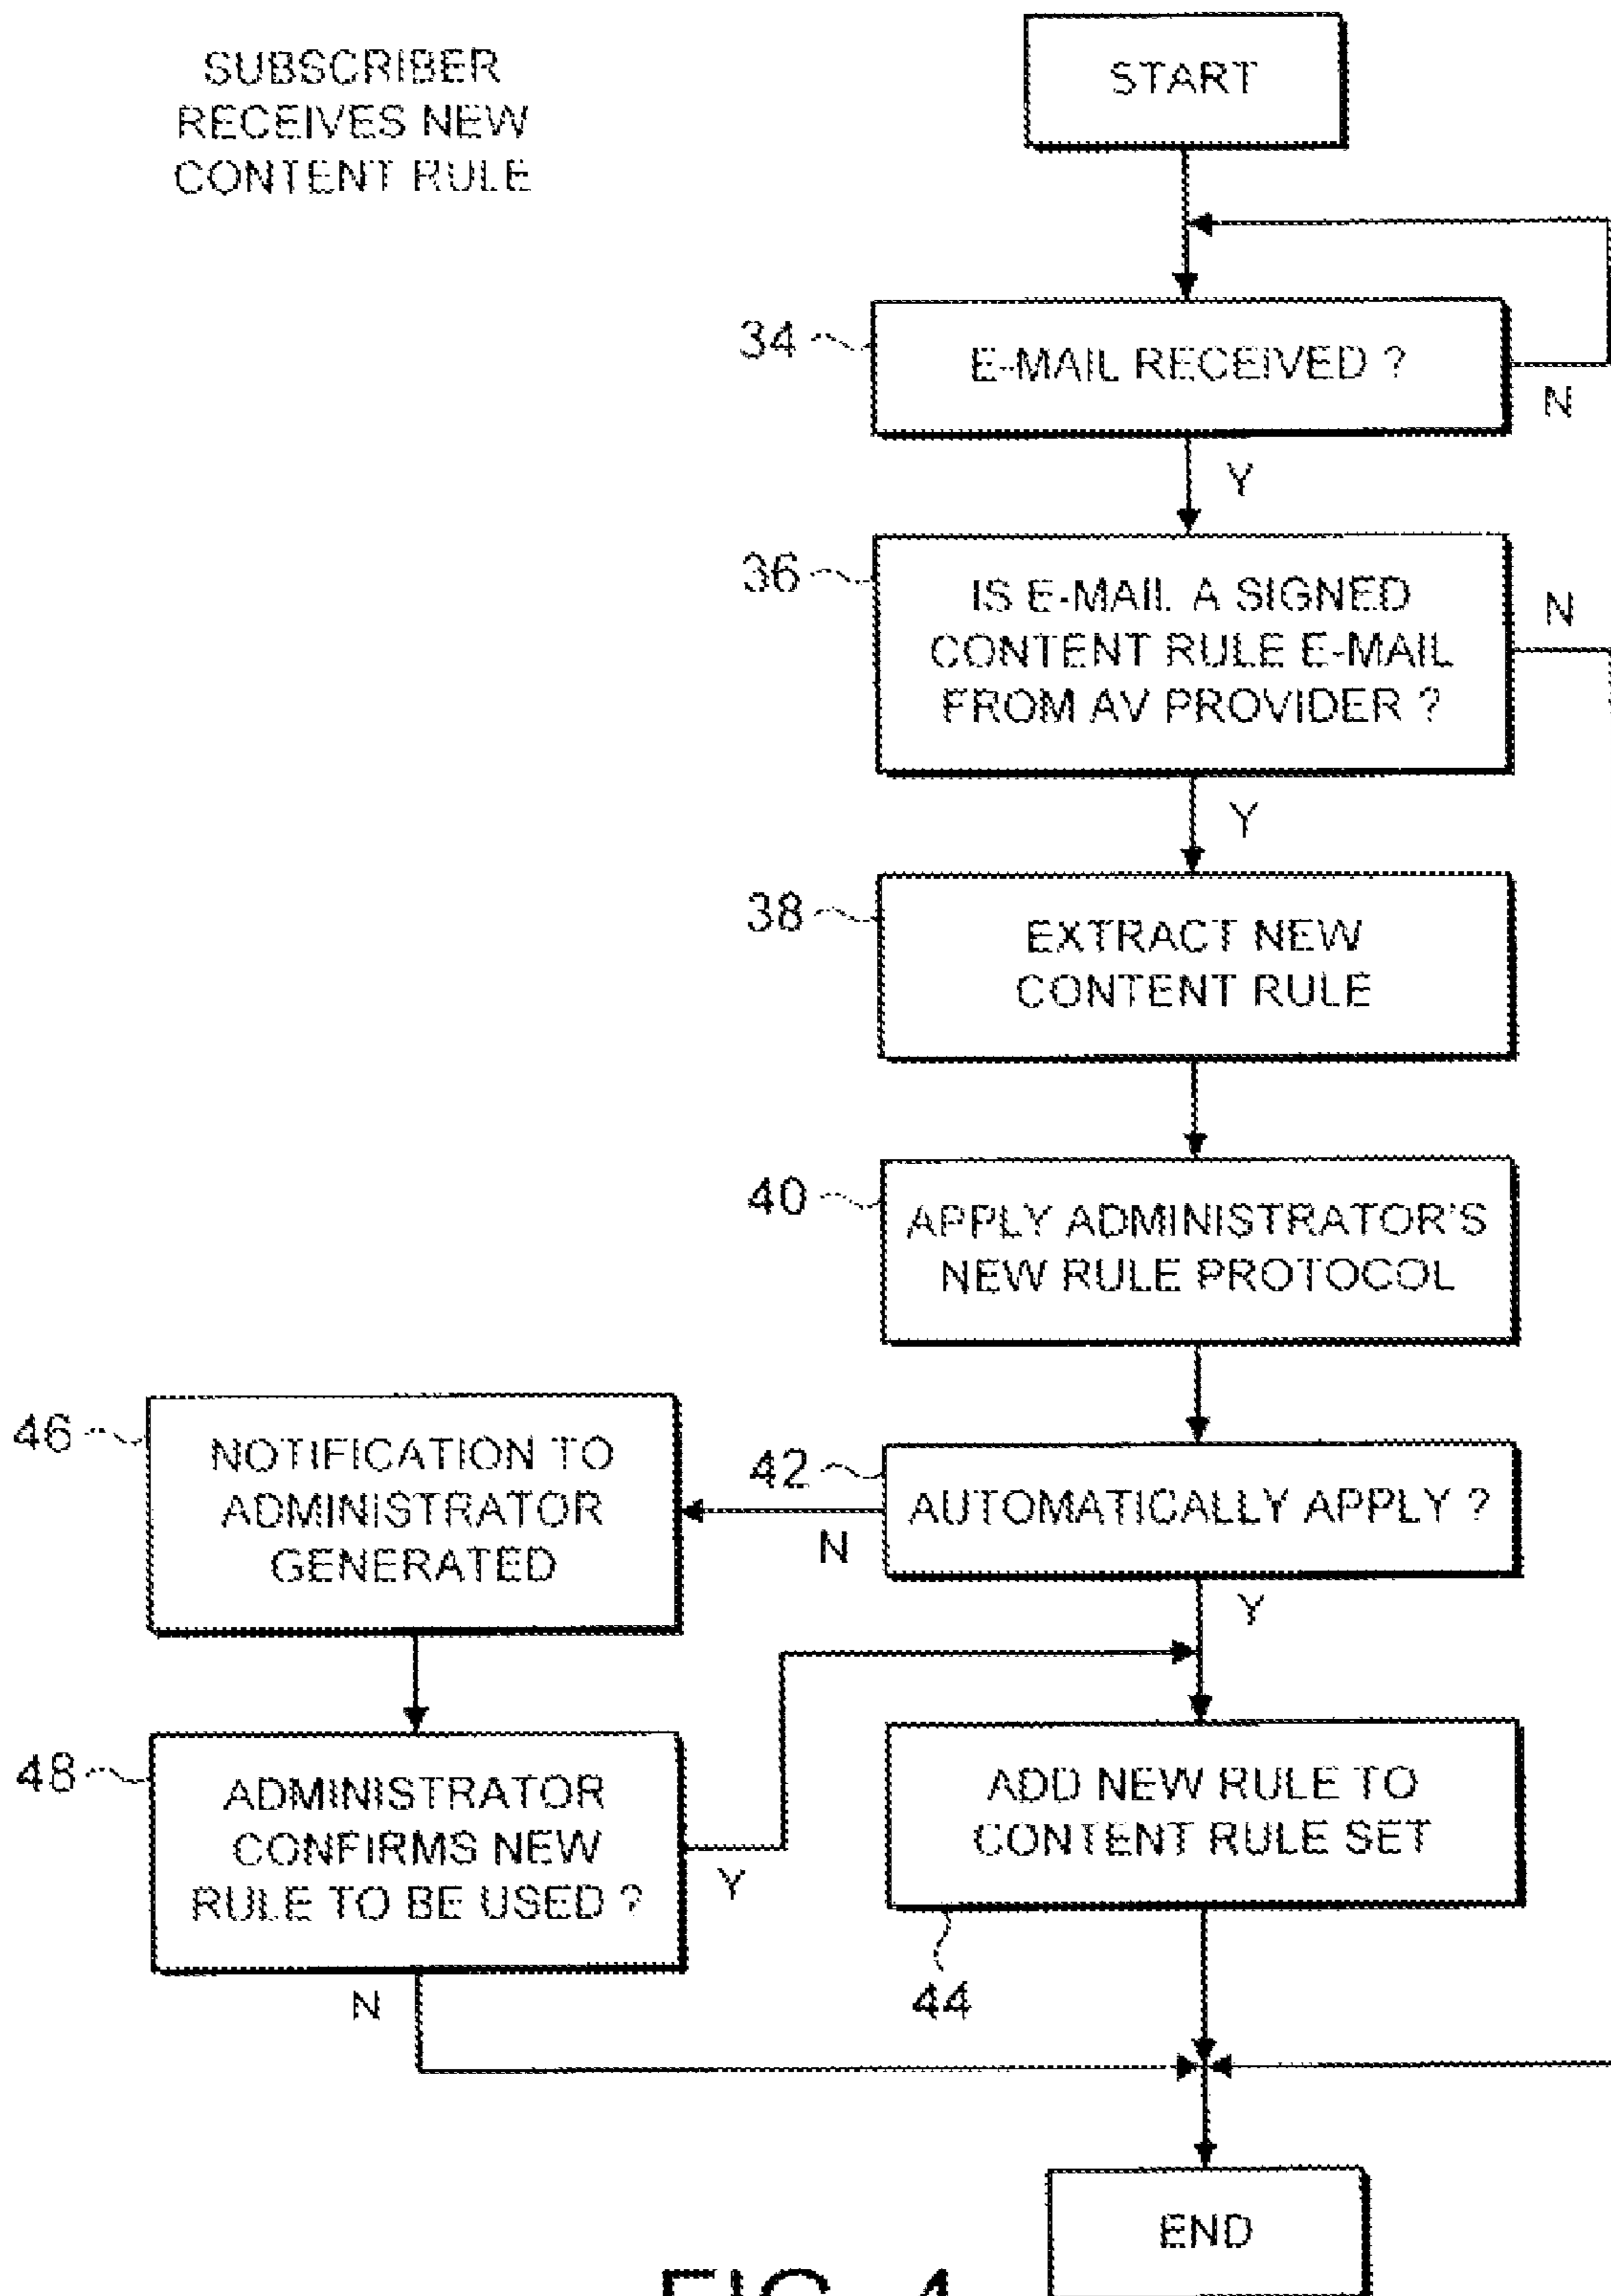 SUBSCRIBER
RECEIVES NEW
CONTENT RULE
START
34
E-MAIL RECEIVED ?
N
Y
36
IS E-MAIL A SIGNED
CONTENT RULE E-MAIL
FROM AV PROVIDER ?
N
Y
38
EXTRACT NEW
CONTENT RULE
40
APPLY ADMINISTRATOR'S
NEW RULE PROTOCOL
42
AUTOMATICALLY APPLY ?
N
Y
46
NOTIFICATION TO
ADMINISTRATOR
GENERATED
48
ADMINISTRATOR
CONFIRMS NEW
RULE TO BE USED ?
Y
N
ADD NEW RULE TO
CONTENT RULE SET
44
END
FIG. 4